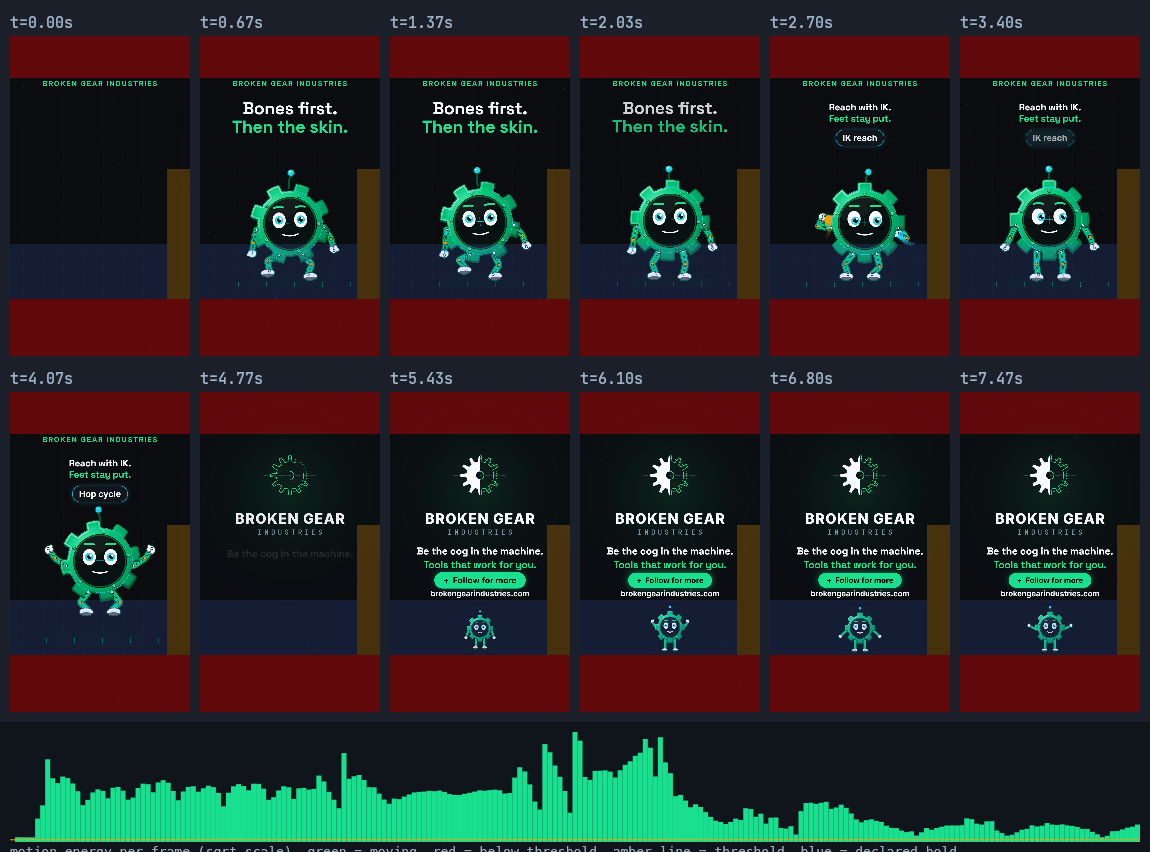 t=0.00s
t=0.67s
t=1.37s
t=2.03s
t=2.70s
t=3.40s
BROKEN GEAR INDUSTRIES
BROKEN GEAR INDUSTRIES
Bones first.
Then the skin.
BROKEN GEAR INDUSTRIES
Bones first.
Then the skin.
BROKEN GEAR INDUSTRIES
Bones first.
Then the skin.
BROKEN GEAR INDUSTRIES
Reach with IK.
Feet stay put.
IK reach
BROKEN GEAR INDUSTRIES
Reach with IK.
Feet stay put.
IK reach
t=4.07s
t=4.77s
t=5.43s
t=6.10s
t=6.80s
t=7.47s
BROKEN GEAR INDUSTRIES
Reach with IK.
Feet stay put.
Hop cycle
BROKEN GEAR
INDUSTRIES
Be the cog in the machine.
BROKEN GEAR
INDUSTRIES
Be the cog in the machine.
Tools that work for you.
+ Follow for more
brokengearindustries.com
BROKEN GEAR
INDUSTRIES
Be the cog in the machine.
Tools that work for you.
+ Follow for more
brokengearindustries.com
BROKEN GEAR
INDUSTRIES
Be the cog in the machine.
Tools that work for you.
+ Follow for more
brokengearindustries.com
BROKEN GEAR
INDUSTRIES
Be the cog in the machine.
Tools that work for you.
+ Follow for more
brokengearindustries.com
motion energy per frame (sqrt scale), green = moving, red = below threshold, amber line = threshold, blue = declared hold